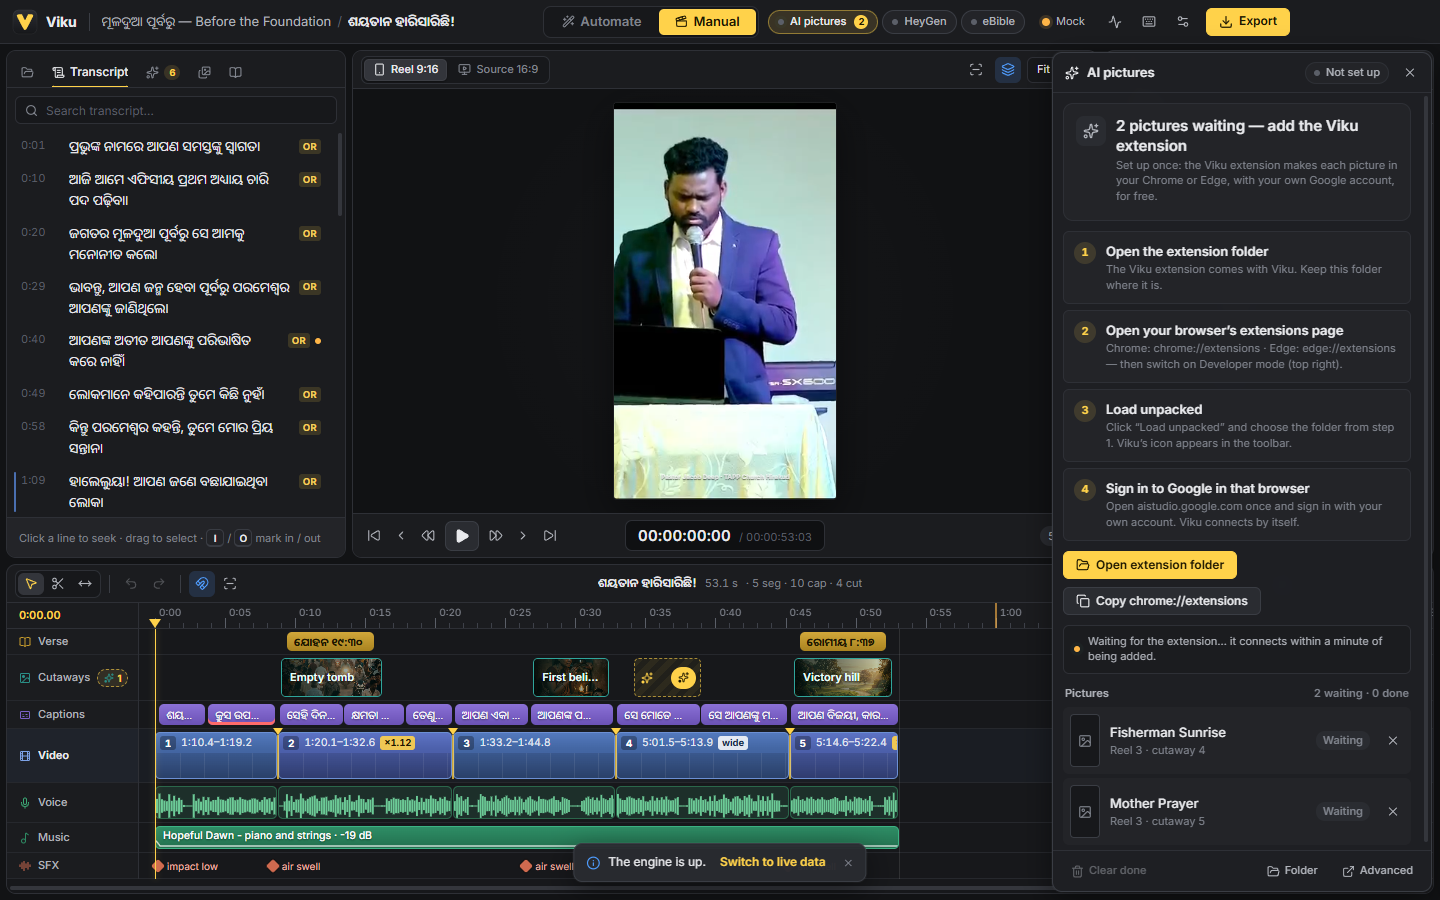 Viku
ମୂଳଦୁଆ ପୂର୍ବରୁ — Before the Foundation / ଶୟତାନ ହାରିସାରିଛି!
Automate
Manual
AI pictures 2
HeyGen
eBible
Mock
Export
Transcript
6
Search transcript...
0:01 ପ୍ରଭୁଙ୍କ ନାମରେ ଆପଣ ସମସ୍ତଙ୍କୁ ସ୍ୱାଗତ। OR
0:10 ଆଜି ଆମେ ଏଫିସୀୟ ପ୍ରଥମ ଅଧ୍ୟାୟ ଚାରି OR
ପଦ ପଢ଼ିବା।
0:20 ଜଗତର ମୂଳଦୁଆ ପୂର୍ବରୁ ସେ ଆମକୁ OR
ମନୋନୀତ କଲେ।
0:29 ଭାବନ୍ତୁ, ଆପଣ ଜନ୍ମ ହେବା ପୂର୍ବରୁ ପରମେଶ୍ୱର OR
ଆପଣଙ୍କୁ ଜାଣିଥିଲେ।
0:40 ଆପଣଙ୍କ ଅତୀତ ଆପଣଙ୍କୁ ପରିଭାଷିତ OR
କରେ ନାହିଁ।
0:49 ଲୋକମାନେ କହିପାରନ୍ତି ତୁମେ କିଛି ନୁହଁ। OR
0:58 କିନ୍ତୁ ପରମେଶ୍ୱର କହନ୍ତି, ତୁମେ ମୋର ପ୍ରିୟ OR
ସନ୍ତାନ।
1:09 ହାଲେଲୁୟା! ଆପଣ ଜଣେ ବଛାଯାଇଥିବା OR
ଲୋକ।
Click a line to seek · drag to select · I / O mark in / out
Reel 9:16
Source 16:9
Fit
SX600
00:00:00:00 / 00:00:53:03
AI pictures
Not set up
2 pictures waiting — add the Viku
extension
Set up once: the Viku extension makes each picture in
your Chrome or Edge, with your own Google account,
for free.
1 Open the extension folder
The Viku extension comes with Viku. Keep this folder
where it is.
2 Open your browser’s extensions page
Chrome: chrome://extensions · Edge: edge://extensions
— then switch on Developer mode (top right).
3 Load unpacked
Click “Load unpacked” and choose the folder from step
1. Viku’s icon appears in the toolbar.
4 Sign in to Google in that browser
Open aistudio.google.com once and sign in with your
own account. Viku connects by itself.
Open extension folder
Copy chrome://extensions
Waiting for the extension... it connects within a minute of
being added.
Pictures 2 waiting · 0 done
Fisherman Sunrise
Reel 3 · cutaway 4
Waiting
Mother Prayer
Reel 3 · cutaway 5
Waiting
Clear done
Folder
Advanced
ଶୟତାନ ହାରିସାରିଛି! 53.1 s · 5 seg · 10 cap · 4 cut
0:00.00
0:00 0:05 0:10 0:15 0:20 0:25 0:30 0:35 0:40 0:45 0:50 0:55 1:00
Verse ଯୋହନ ୧୯:୩୦ ରୋମୀୟ ୮:୩୭
Cutaways 1 Empty tomb First beli... Victory hill
Captions ଶୟ... କ୍ରୁସ ଉପ... ସେହି ଦିନ... କ୍ଷମତା ... ତେଣୁ... ଆପଣ ଏକା ... ଆପଣଙ୍କ ପ... ସେ ମୋତେ ... ସେ ଆପଣଙ୍କୁ ମ... ଆପଣ ବିଜୟୀ, କାର...
Video 1 1:10.4–1:19.2 2 1:20.1–1:32.6 ×1.12 3 1:33.2–1:44.8 4 5:01.5–5:13.9 wide 5 5:14.6–5:22.4
Voice
Music Hopeful Dawn - piano and strings · -19 dB
SFX impact low air swell air swell
The engine is up. Switch to live data